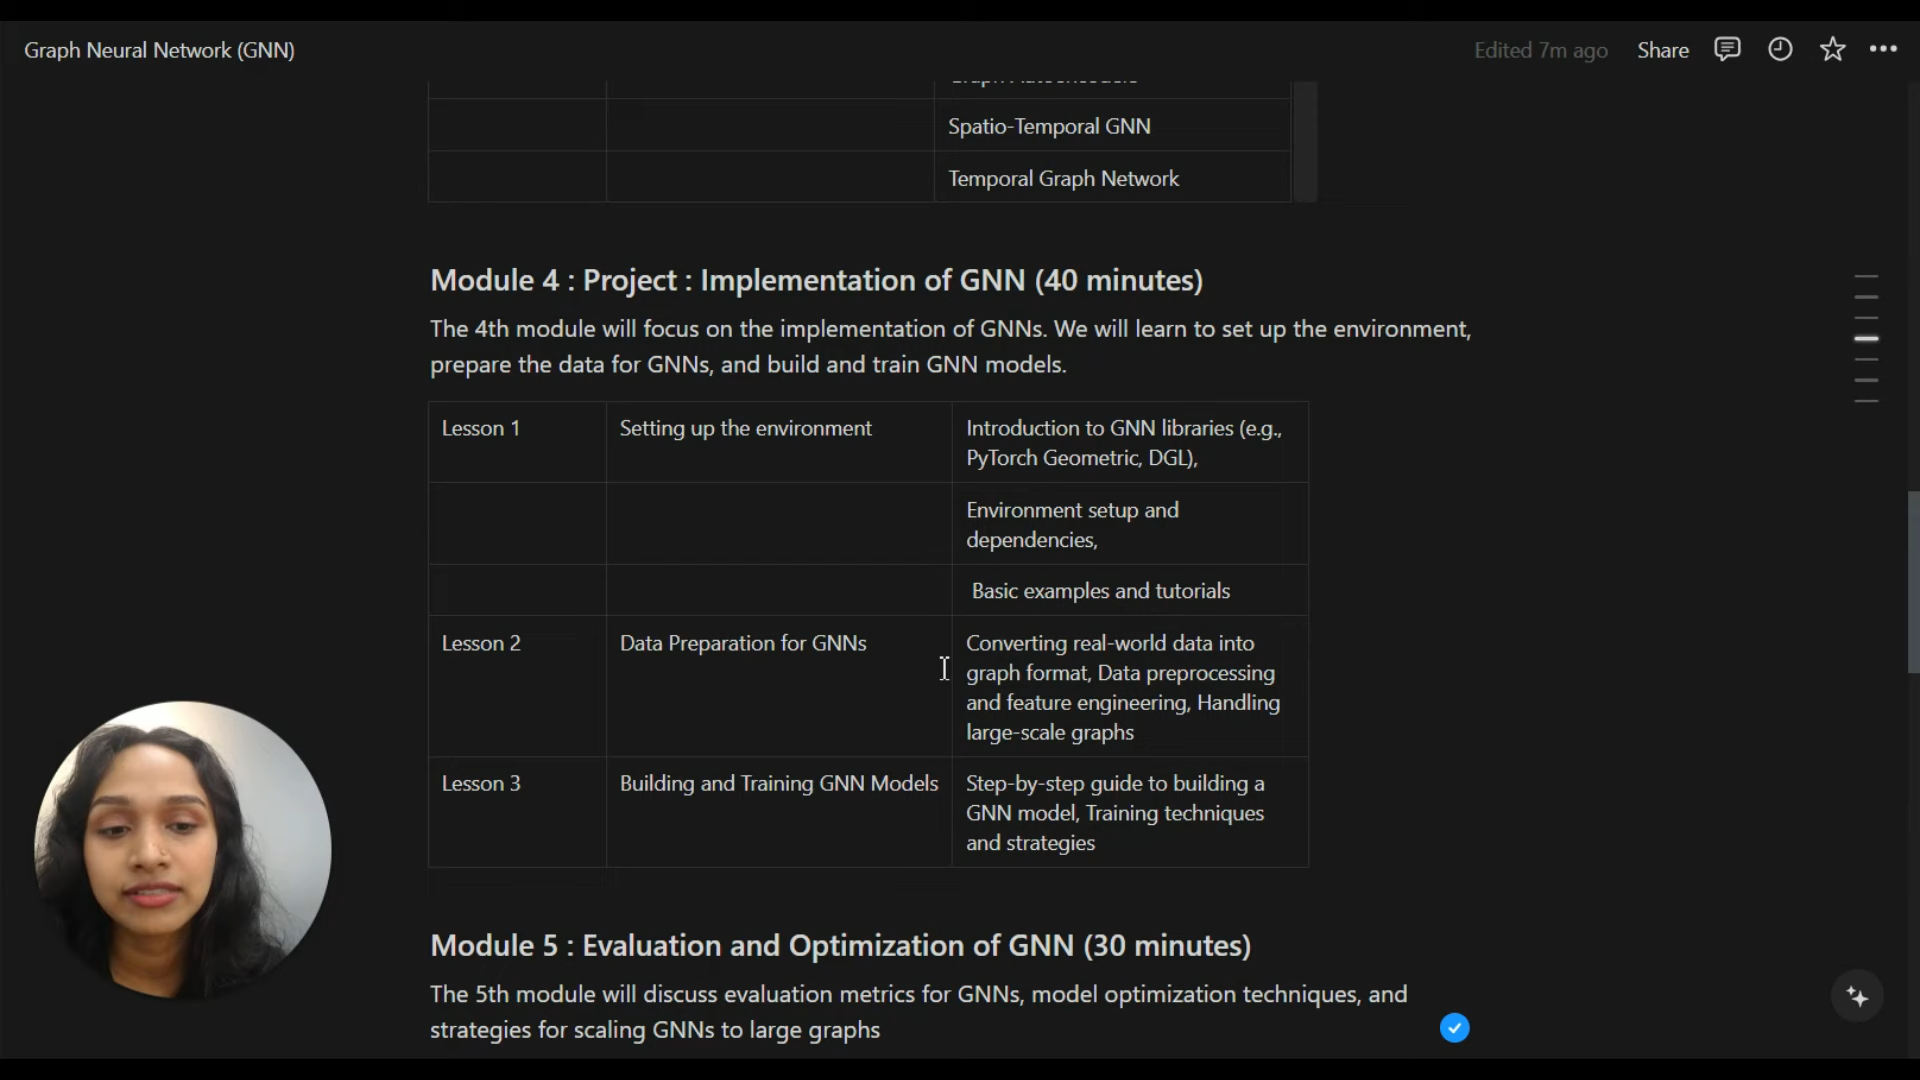 Graph Neural Network (GNN)
Edited 7m ago
Share
Spatio-Temporal GNN
Temporal Graph Network
Module 4 : Project : Implementation of GNN (40 minutes)
The 4th module will focus on the implementation of GNNs. We will learn to set up the environment,
prepare the data for GNNs, and build and train GNN models.
Lesson 1
Setting up the environment
Introduction to GNN libraries (e.g.,
PyTorch Geometric, DGL),
Environment setup and
dependencies,
Basic examples and tutorials
Lesson 2
Data Preparation for GNNs
Converting real-world data into
graph format, Data preprocessing
and feature engineering, Handling
large-scale graphs
Lesson 3
Building and Training GNN Models
Step-by-step guide to building a
GNN model, Training techniques
and strategies
Module 5 : Evaluation and Optimization of GNN (30 minutes)
The 5th module will discuss evaluation metrics for GNNs, model optimization techniques, and
strategies for scaling GNNs to large graphs